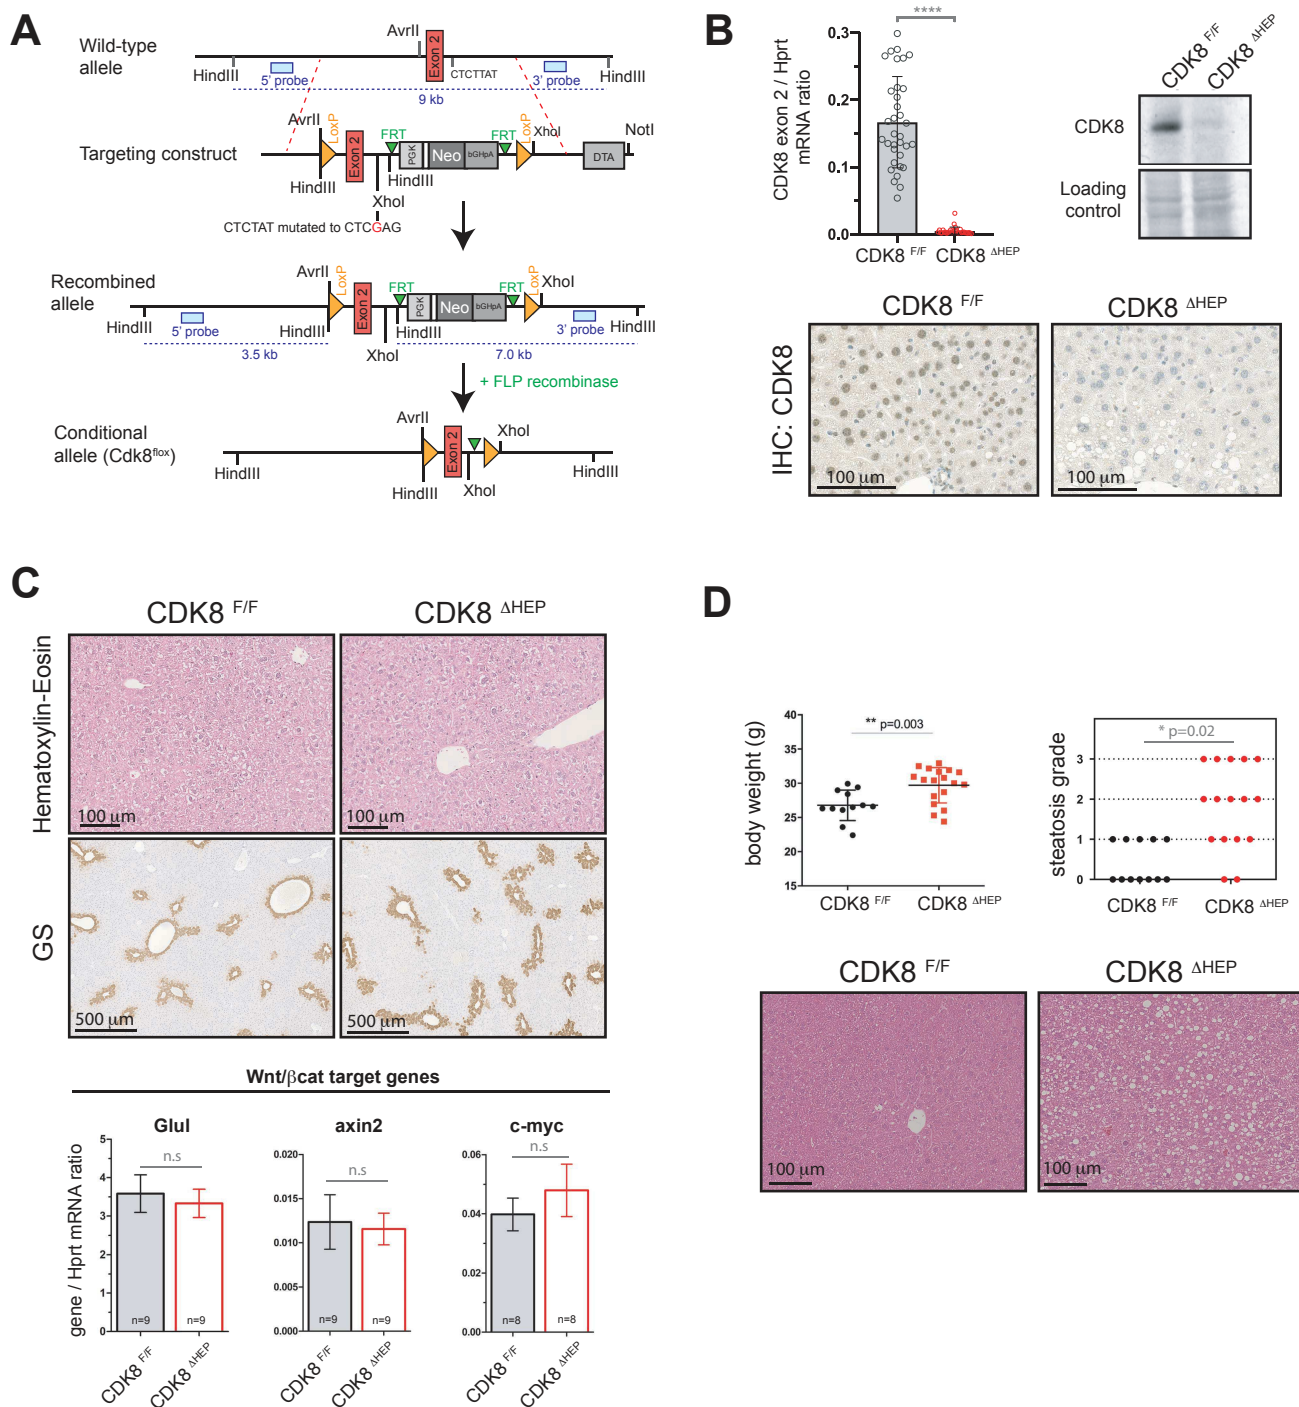 A
Wild-type
allele
AvrII
Exon 2
CTCTTAT
HindIII
HindIII
5' probe
3' probe
9 kb
Targeting construct
AvrII
LoxP
Exon 2
FRT
PGK
Neo
bGHpA
FRT
LoxP
XhoI
NotI
DTA
HindIII
HindIII
XhoI
CTCTAT mutated to CTCGAG
Recombined
allele
AvrII
LoxP
Exon 2
FRT
PGK
Neo
bGHpA
FRT
LoxP
XhoI
HindIII
5' probe
HindIII
HindIII
3' probe
HindIII
XhoI
3.5 kb
7.0 kb
+ FLP recombinase
Conditional
allele (Cdk8flox)
AvrII
Exon 2
XhoI
HindIII
HindIII
HindIII
XhoI
B
CDK8 exon 2 / Hprt
mRNA ratio
0.3
0.2
0.1
0.0
****
CDK8 F/F
CDK8 ΔHEP
CDK8 F/F
CDK8 ΔHEP
CDK8
Loading
control
CDK8 F/F
CDK8 ΔHEP
IHC: CDK8
100 µm
100 µm
C
CDK8 F/F
CDK8 ΔHEP
Hematoxylin-Eosin
100 µm
100 µm
GS
500 µm
500 µm
Wnt/βcat target genes
gene / Hprt mRNA ratio
Glul
5
4
3
2
1
0
n.s
n=9
n=9
CDK8 F/F
CDK8 ΔHEP
axin2
0.020
0.015
0.010
0.005
0.000
n.s
n=9
n=9
CDK8 F/F
CDK8 ΔHEP
c-myc
0.06
0.04
0.02
0.00
n.s
n=8
n=8
CDK8 F/F
CDK8 ΔHEP
D
body weight (g)
40
35
30
25
20
15
** p=0.003
CDK8 F/F
CDK8 ΔHEP
steatosis grade
3
2
1
0
* p=0.02
CDK8 F/F
CDK8 ΔHEP
CDK8 F/F
CDK8 ΔHEP
100 µm
100 µm